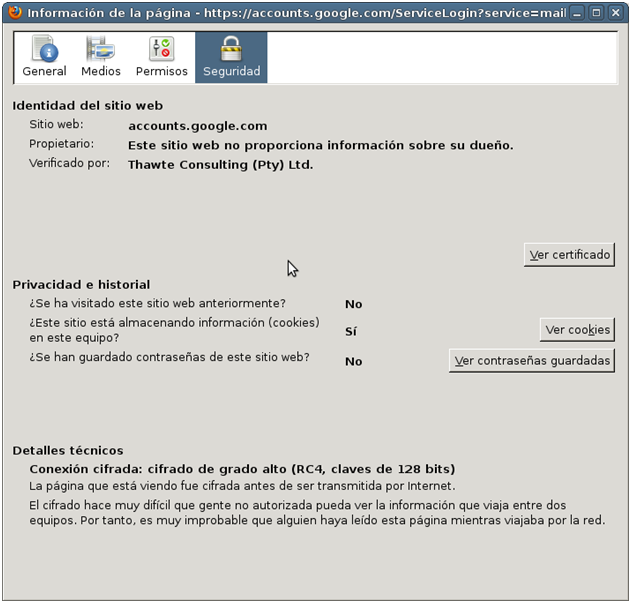 Información de la página - https://accounts.google.com/ServiceLogin?service=mail
General Medios Permisos Seguridad
Identidad del sitio web
Sitio web: accounts.google.com
Propietario: Este sitio web no proporciona información sobre su dueño.
Verificado por: Thawte Consulting (Pty) Ltd.
Ver certificado
Privacidad e historial
¿Se ha visitado este sitio web anteriormente? No
¿Este sitio está almacenando información (cookies)
en este equipo? Sí Ver cookies
¿Se han guardado contraseñas de este sitio web? No Ver contraseñas guardadas
Detalles técnicos
Conexión cifrada: cifrado de grado alto (RC4, claves de 128 bits)
La página que está viendo fue cifrada antes de ser transmitida por Internet.
El cifrado hace muy difícil que gente no autorizada pueda ver la información que viaja entre dos
equipos. Por tanto, es muy improbable que alguien haya leído esta página mientras viajaba por la red.